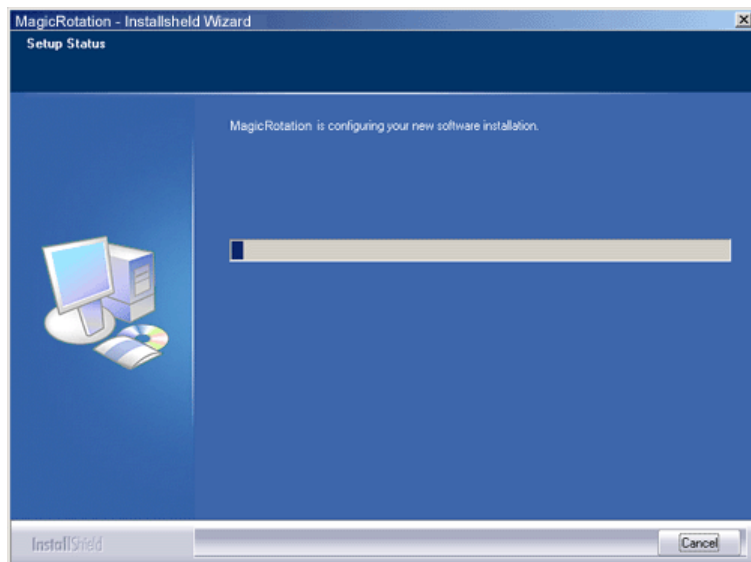 MagicRotation - Installsheld Wizard
Setup Status
MagicRotation is configuring your new software installation.
InstallShield
Cancel